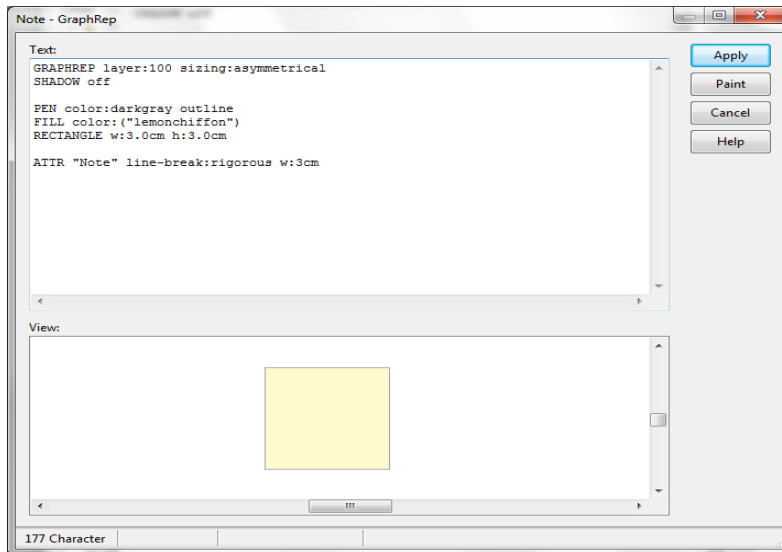 Note - GraphRep
Text:
GRAPHREP layer:100 sizing:asymmetrical
SHADOW off
PEN color:darkgray outline
FILL color:("lemonchiffon")
RECTANGLE w:3.0cm h:3.0cm
ATTR "Note" line-break:rigorous w:3cm
Apply
Paint
Cancel
Help
View:
177 Character